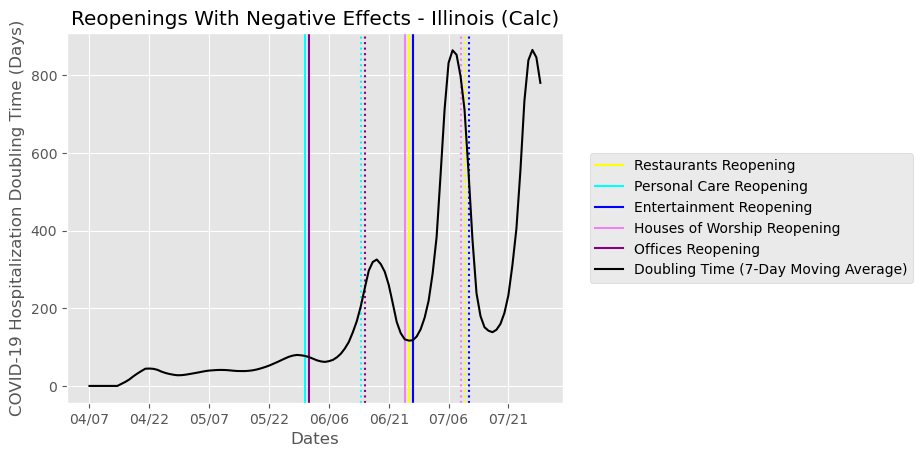 Reopenings With Negative Effects - Illinois (Calc)
COVID-19 Hospitalization Doubling Time (Days)
800
600
400
200
0
04/07 04/22 05/07 05/22 06/06 06/21 07/06 07/21
Dates
Restaurants Reopening
Personal Care Reopening
Entertainment Reopening
Houses of Worship Reopening
Offices Reopening
Doubling Time (7-Day Moving Average)